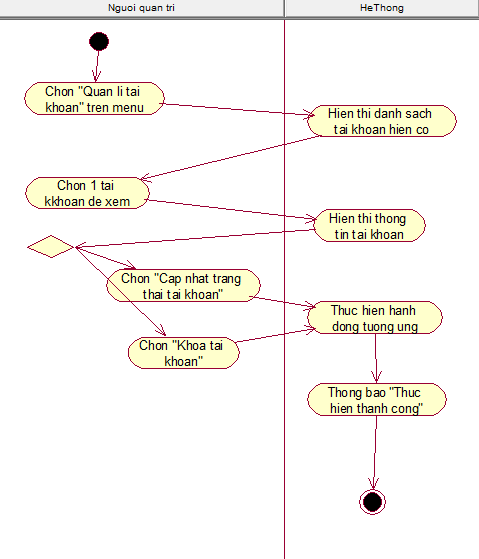 Nguoi quan tri
HeThong
Chon "Quan li tai
khoan" tren menu
Hien thi danh sach
tai khoan hien co
Chon 1 tai
kkhoan de xem
Hien thi thong
tin tai khoan
Chon "Cap nhat trang
thai tai khoan"
Thuc hien hanh
dong tuong ung
Chon "Khoa tai
khoan"
Thong bao "Thuc
hien thanh cong"